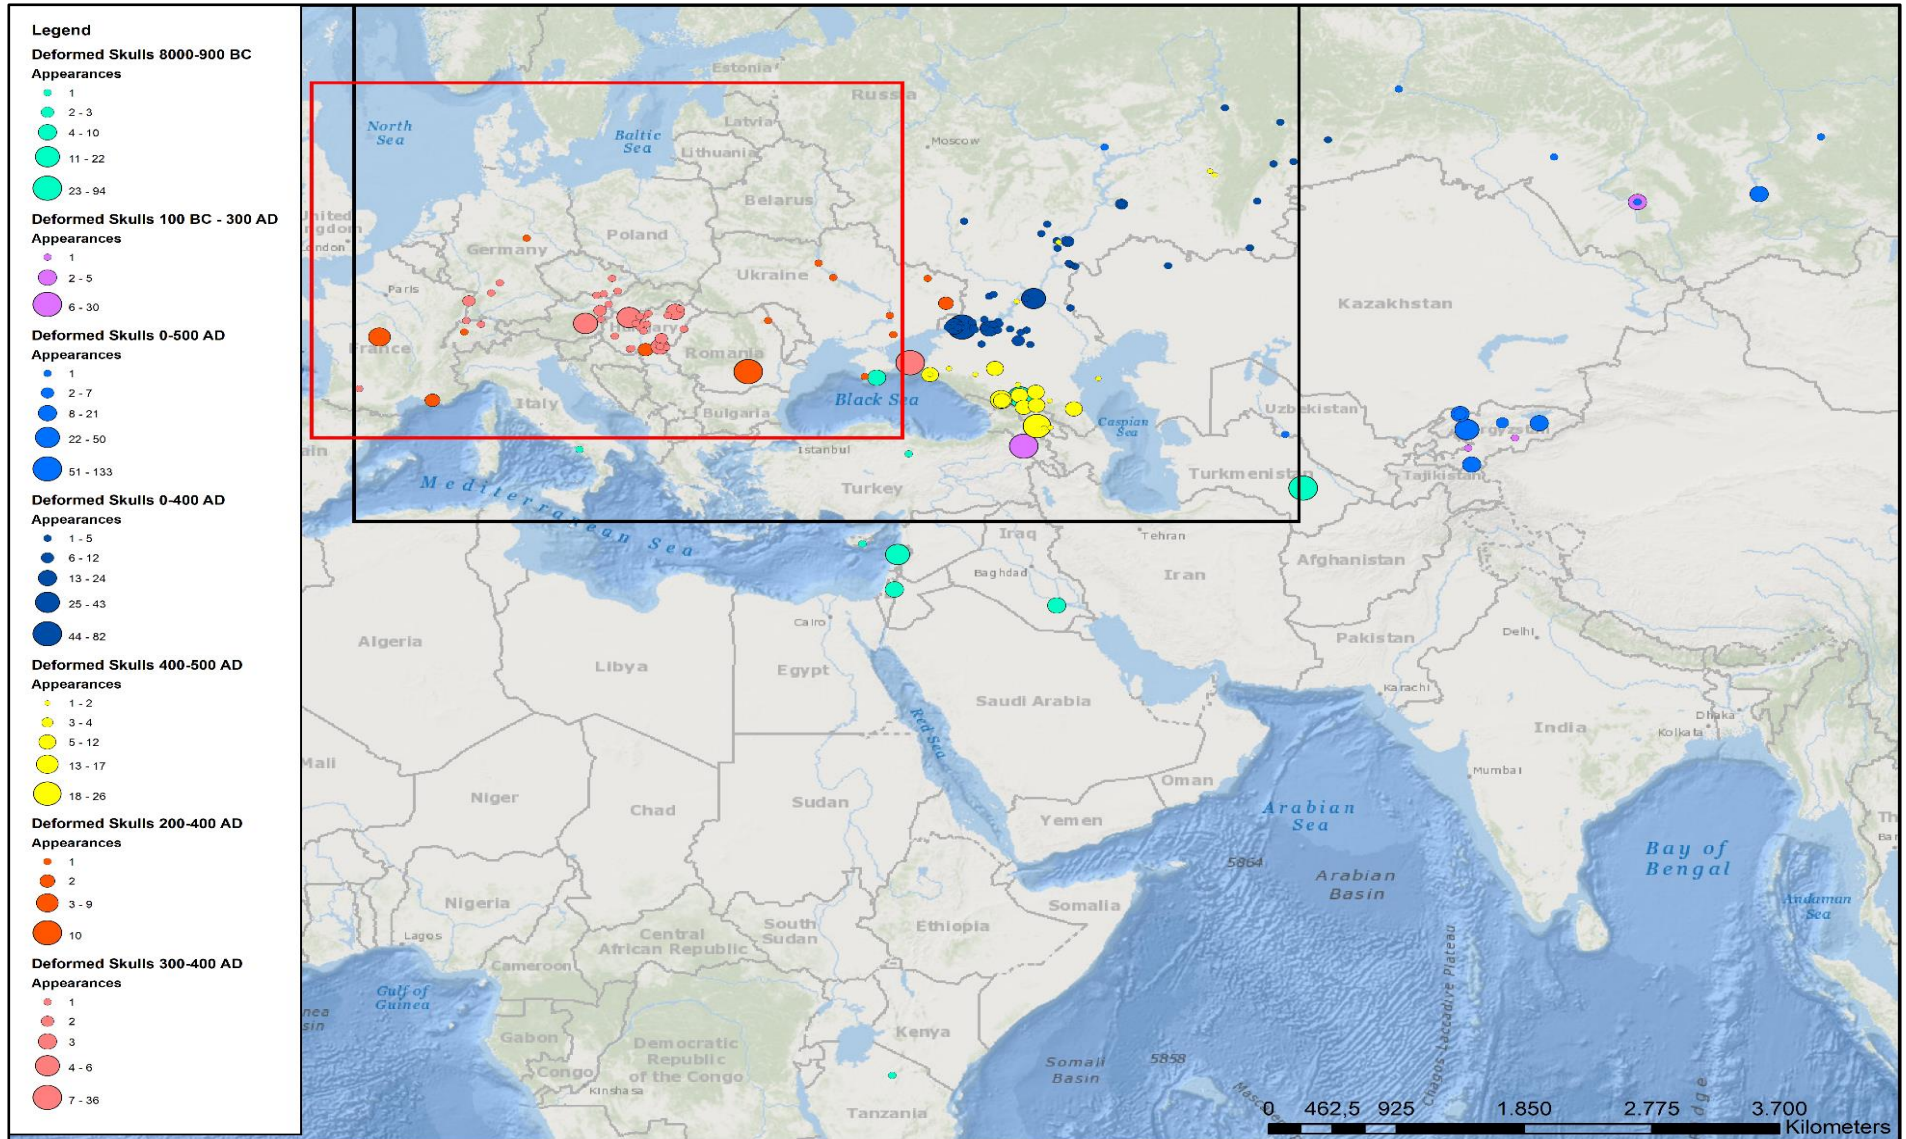 Legend
Deformed Skulls 8000-900 BC
Appearances
1
2 - 3
4 - 10
11 - 22
23 - 94
Deformed Skulls 100 BC - 300 AD
Appearances
1
2 - 5
6 - 30
Deformed Skulls 0-500 AD
Appearances
1
2 - 7
8 - 21
22 - 50
51 - 133
Deformed Skulls 0-400 AD
Appearances
1 - 5
6 - 12
13 - 24
25 - 43
44 - 82
Deformed Skulls 400-500 AD
Appearances
1 - 2
3 - 4
5 - 12
13 - 17
18 - 26
Deformed Skulls 200-400 AD
Appearances
1
2
3 - 9
10
Deformed Skulls 300-400 AD
Appearances
1
2
3
4 - 6
7 - 36
Estonia
Russia
North
Sea
Baltic
Sea
Latvia
Lithuania
Moscow
Belarus
United
London
Germany
Poland
Ukraine
Paris
Kazakhstan
Hungary
France
Romania
Black Sea
Italy
Bulgaria
Caspian
Sea
Uzbekistan
Istanbul
Turkmenistan
Tajikistan
Turkey
Mediterranean Sea
Iraq
Tehran
Afghanistan
Baghdad
Iran
Cairo
Pakistan
Delhi
Algeria
Libya
Egypt
Saudi Arabia
Karachi
India
Dhaka
Kolkata
Red Sea
Mali
Niger
Chad
Sudan
Oman
Mumbai
Yemen
Arabian
Sea
Bay of
Bengal
5864
Arabian
Basin
Andaman
Sea
Nigeria
Lagos
South
Sudan
Ethiopia
Somalia
Central
African Republic
Cameroon
Gulf of
Guinea
Gabon
Congo
Democratic
Republic
of the Congo
Kinshasa
Kenya
Tanzania
Somali
Basin
5858
Chagos-Laccadive Plateau
0 462,5 925 1.850 2.775 3.700
Kilometers